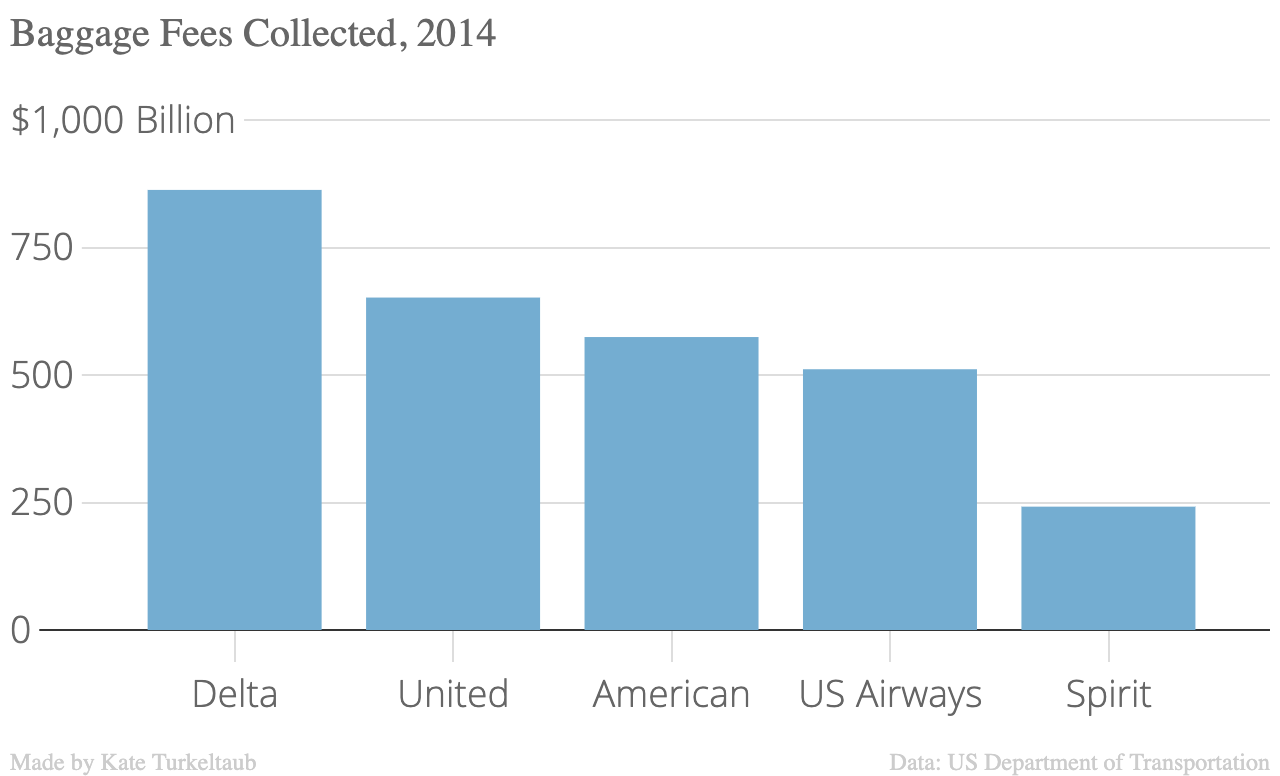 Baggage Fees Collected, 2014
$1,000 Billion
750
500
250
0
Delta United American US Airways Spirit
Made by Kate Turkeltaub Data: US Department of Transportation